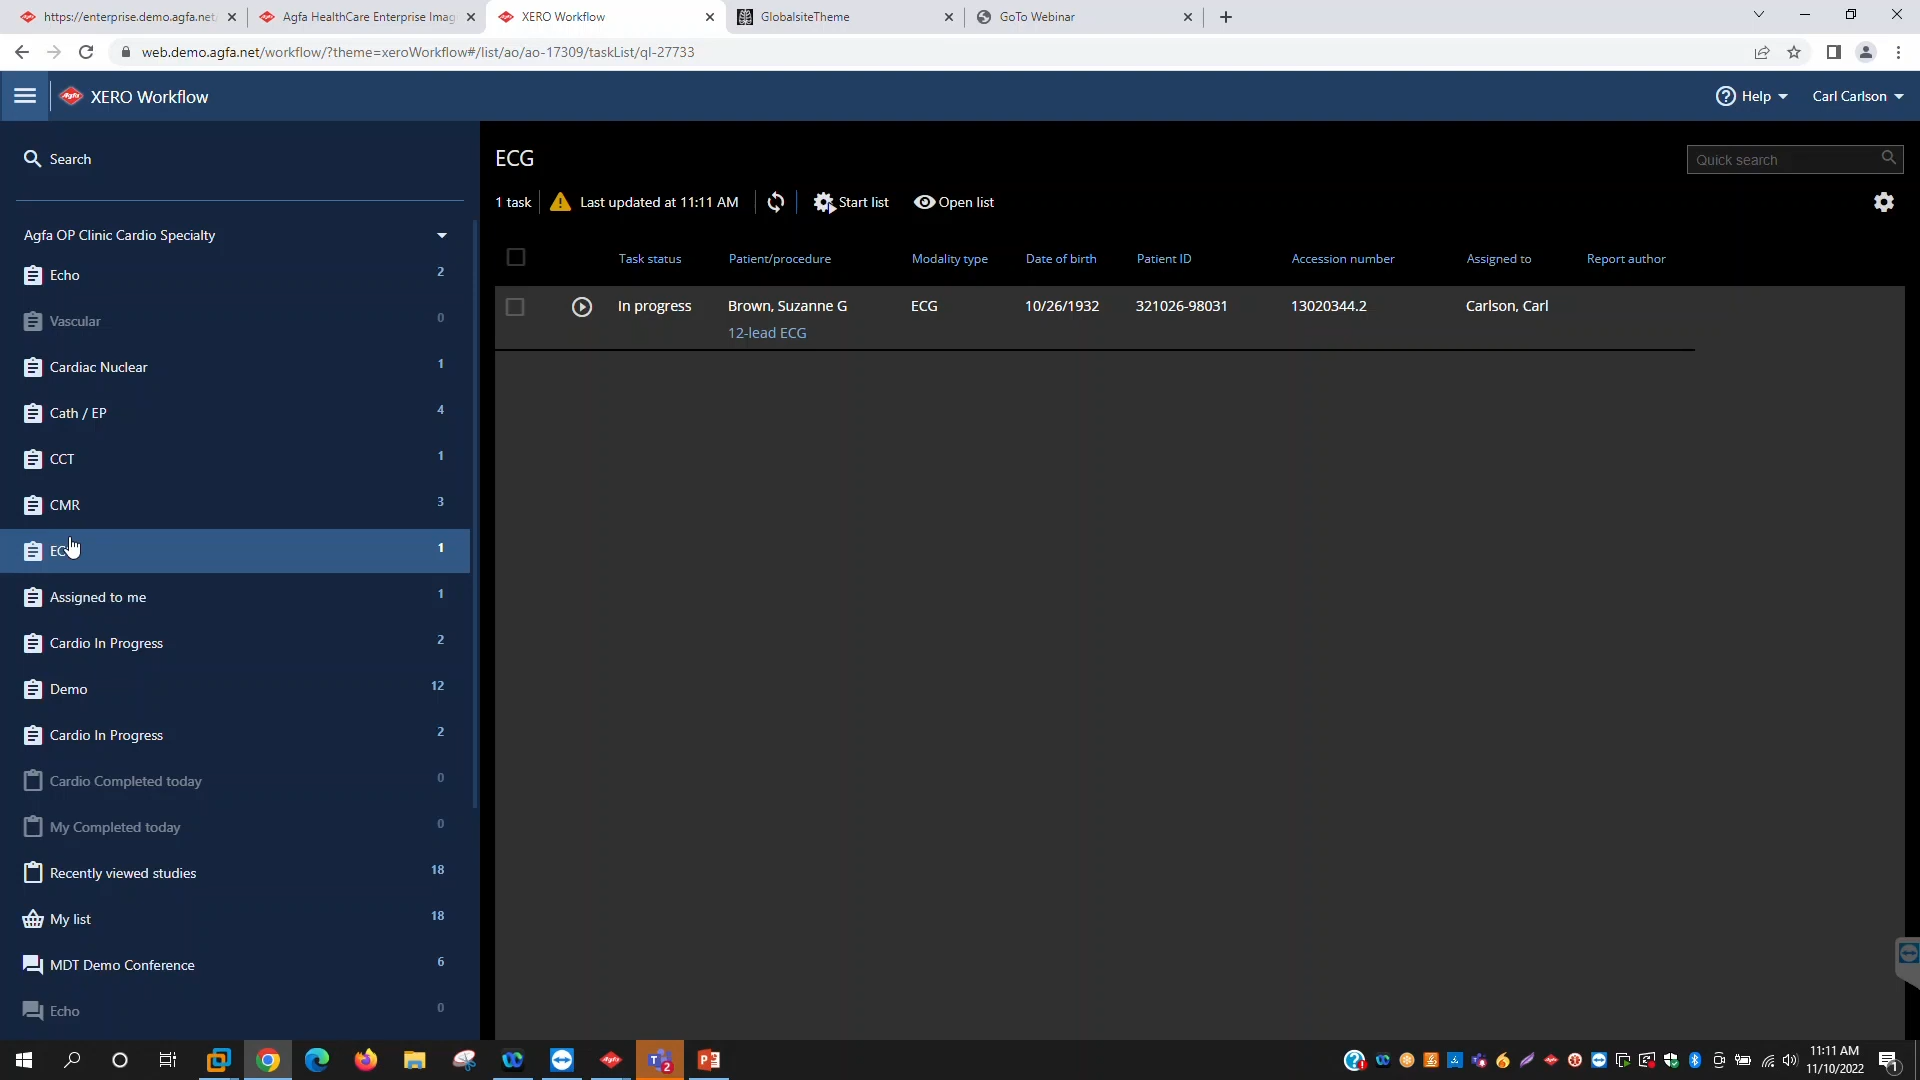 https://enterprise.demo.agfa.net
Agfa HealthCare Enterprise Imag
XERO Workflow
GlobalsiteTheme
GoTo Webinar
web.demo.agfa.net/workflow/?theme=xeroWorkflow#/list/ao/ao-17309/taskList/ql-27733
XERO Workflow
Help
Carl Carlson
Search
Agfa OP Clinic Cardio Specialty
Echo 2
Vascular 0
Cardiac Nuclear 1
Cath / EP 4
CCT 1
CMR 3
EC 1
Assigned to me 1
Cardio In Progress 2
Demo 12
Cardio In Progress 2
Cardio Completed today 0
My Completed today 0
Recently viewed studies 18
My list 18
MDT Demo Conference 6
Echo 0
ECG
Quick search
1 task
Last updated at 11:11 AM
Start list
Open list
Task status Patient/procedure Modality type Date of birth Patient ID Accession number Assigned to Report author
In progress Brown, Suzanne G ECG 10/26/1932 321026-98031 13020344.2 Carlson, Carl
12-lead ECG
11:11 AM
11/10/2022